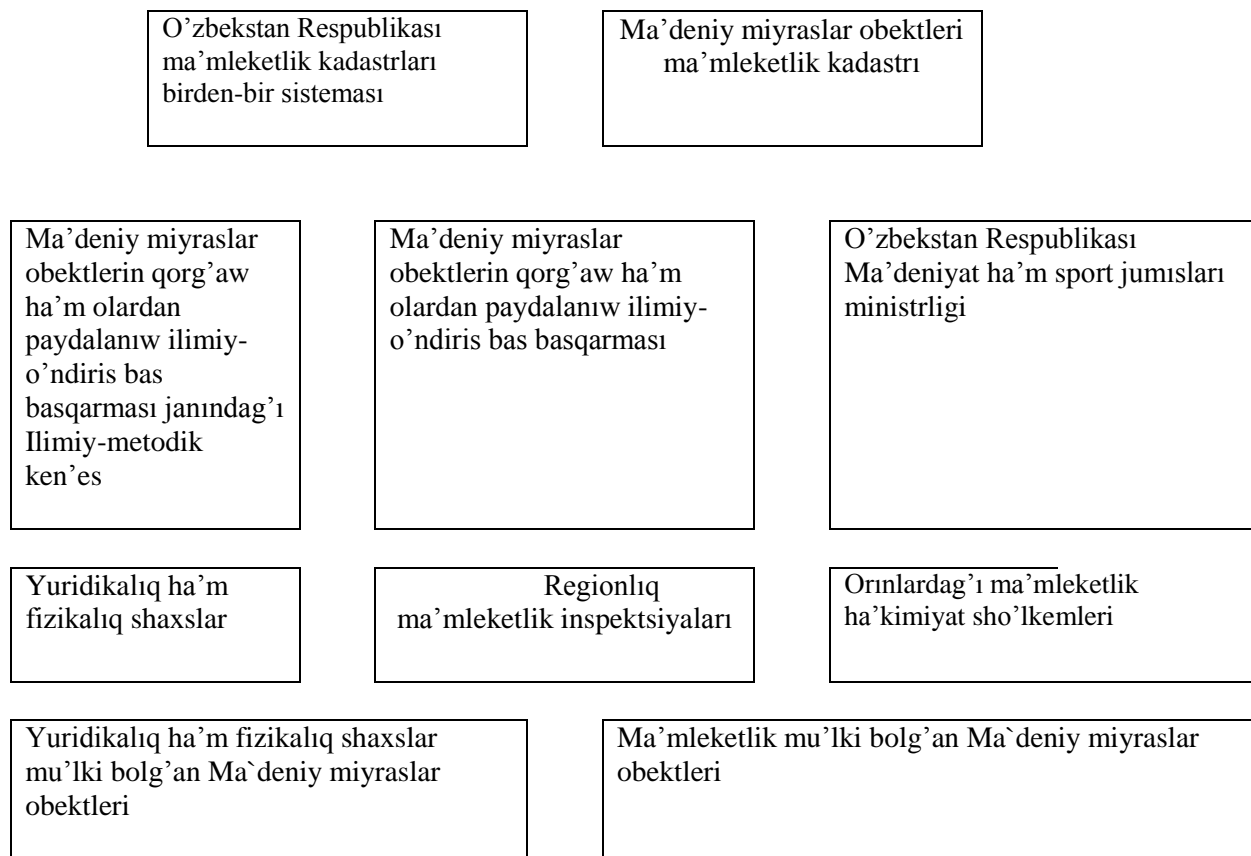 O’zbekstan Respublikası
ma’mleketlik kadastrları
birden-bir sisteması
Ma’deniy miyraslar obektleri
ma’mleketlik kadastrı
Ma’deniy miyraslar
obektlerin qorg’aw
ha’m olardan
paydalanıw ilimiy-
o’ndiris bas
basqarması janındag’ı
Ilimiy-metodik
ken’es
Ma’deniy miyraslar
obektlerin qorg’aw ha’m
olardan paydalanıw ilimiy-
o’ndiris bas basqarması
O’zbekstan Respublikası
Ma’deniyat ha’m sport jumısları
ministrligi
Yuridikalıq ha’m
fizikalıq shaxslar
Regionlıq
ma’mleketlik inspektsiyaları
Orınlardag’ı ma’mleketlik
ha’kimiyat sho’lkemleri
Yuridikalıq ha’m fizikalıq shaxslar
mu’lki bolg’an Ma`deniy miyraslar
obektleri
Ma’mleketlik mu’lki bolg’an Ma`deniy miyraslar
obektleri